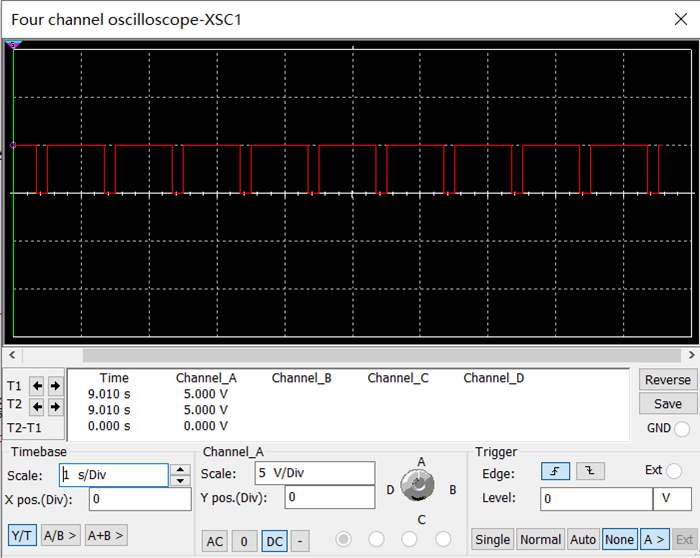 Four channel oscilloscope-XSC1
Time Channel_A Channel_B Channel_C Channel_D
T1 9.010 s 5.000 V
T2 9.010 s 5.000 V
T2-T1 0.000 s 0.000 V
Reverse
Save
GND
Timebase
Scale: 1 s/Div
X pos.(Div): 0
Y/T A/B > A+B >
Channel_A
Scale: 5 V/Div
Y pos.(Div): 0
AC 0 DC -
A
D B
C
Trigger
Edge: Ext
Level: 0 V
Single Normal Auto None A > Ext